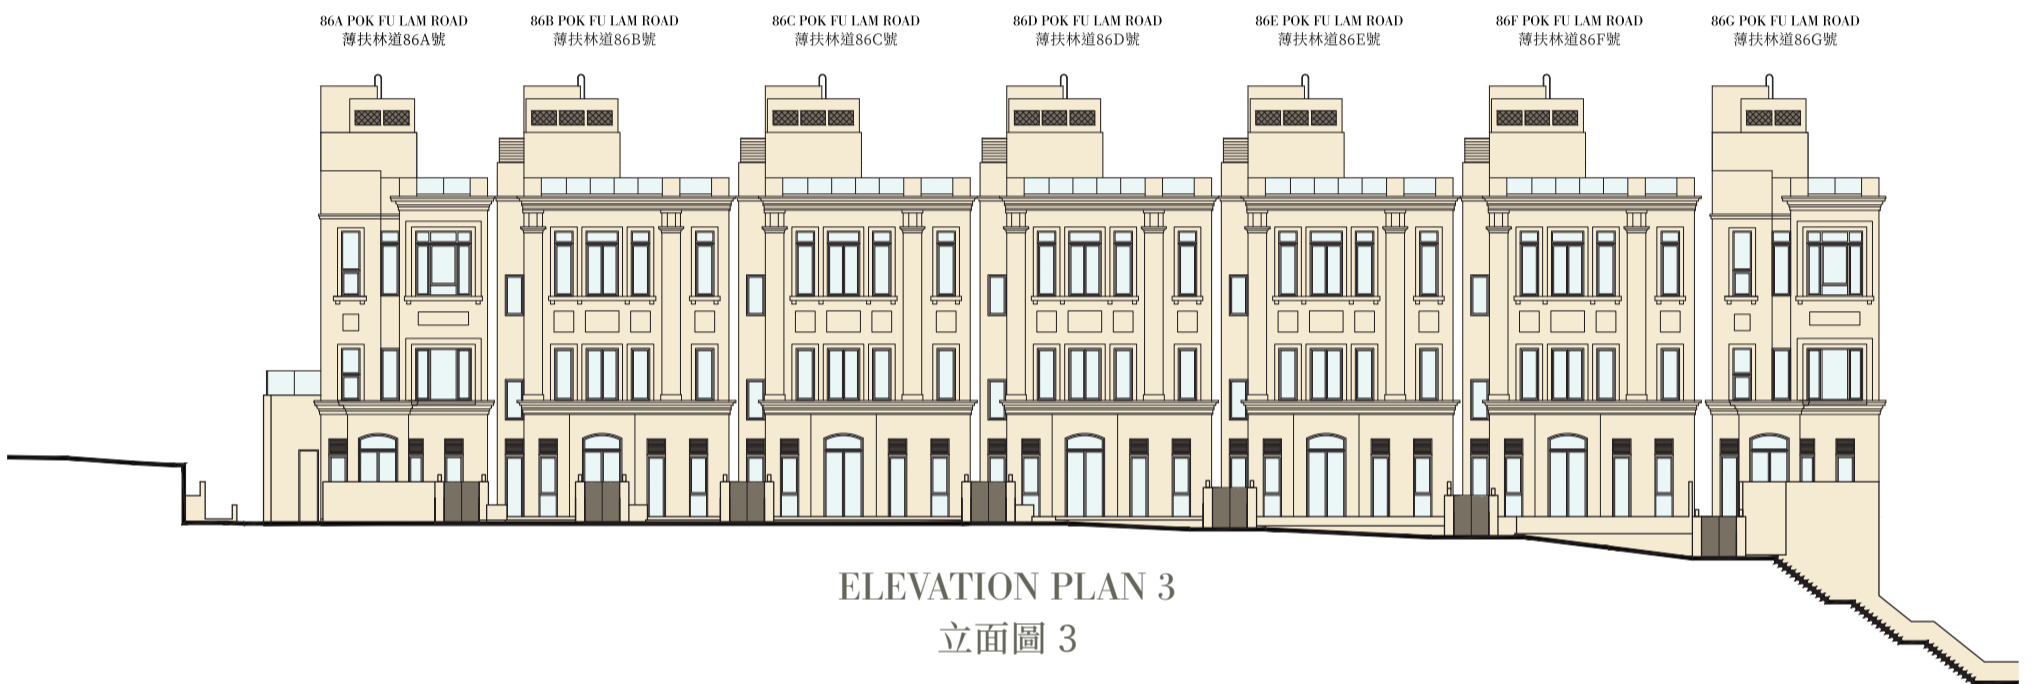 86A POK FU LAM ROAD
薄扶林道86A號
86B POK FU LAM ROAD
薄扶林道86B號
86C POK FU LAM ROAD
薄扶林道86C號
86D POK FU LAM ROAD
薄扶林道86D號
86E POK FU LAM ROAD
薄扶林道86E號
86F POK FU LAM ROAD
薄扶林道86F號
86G POK FU LAM ROAD
薄扶林道86G號
ELEVATION PLAN 3
立面圖 3